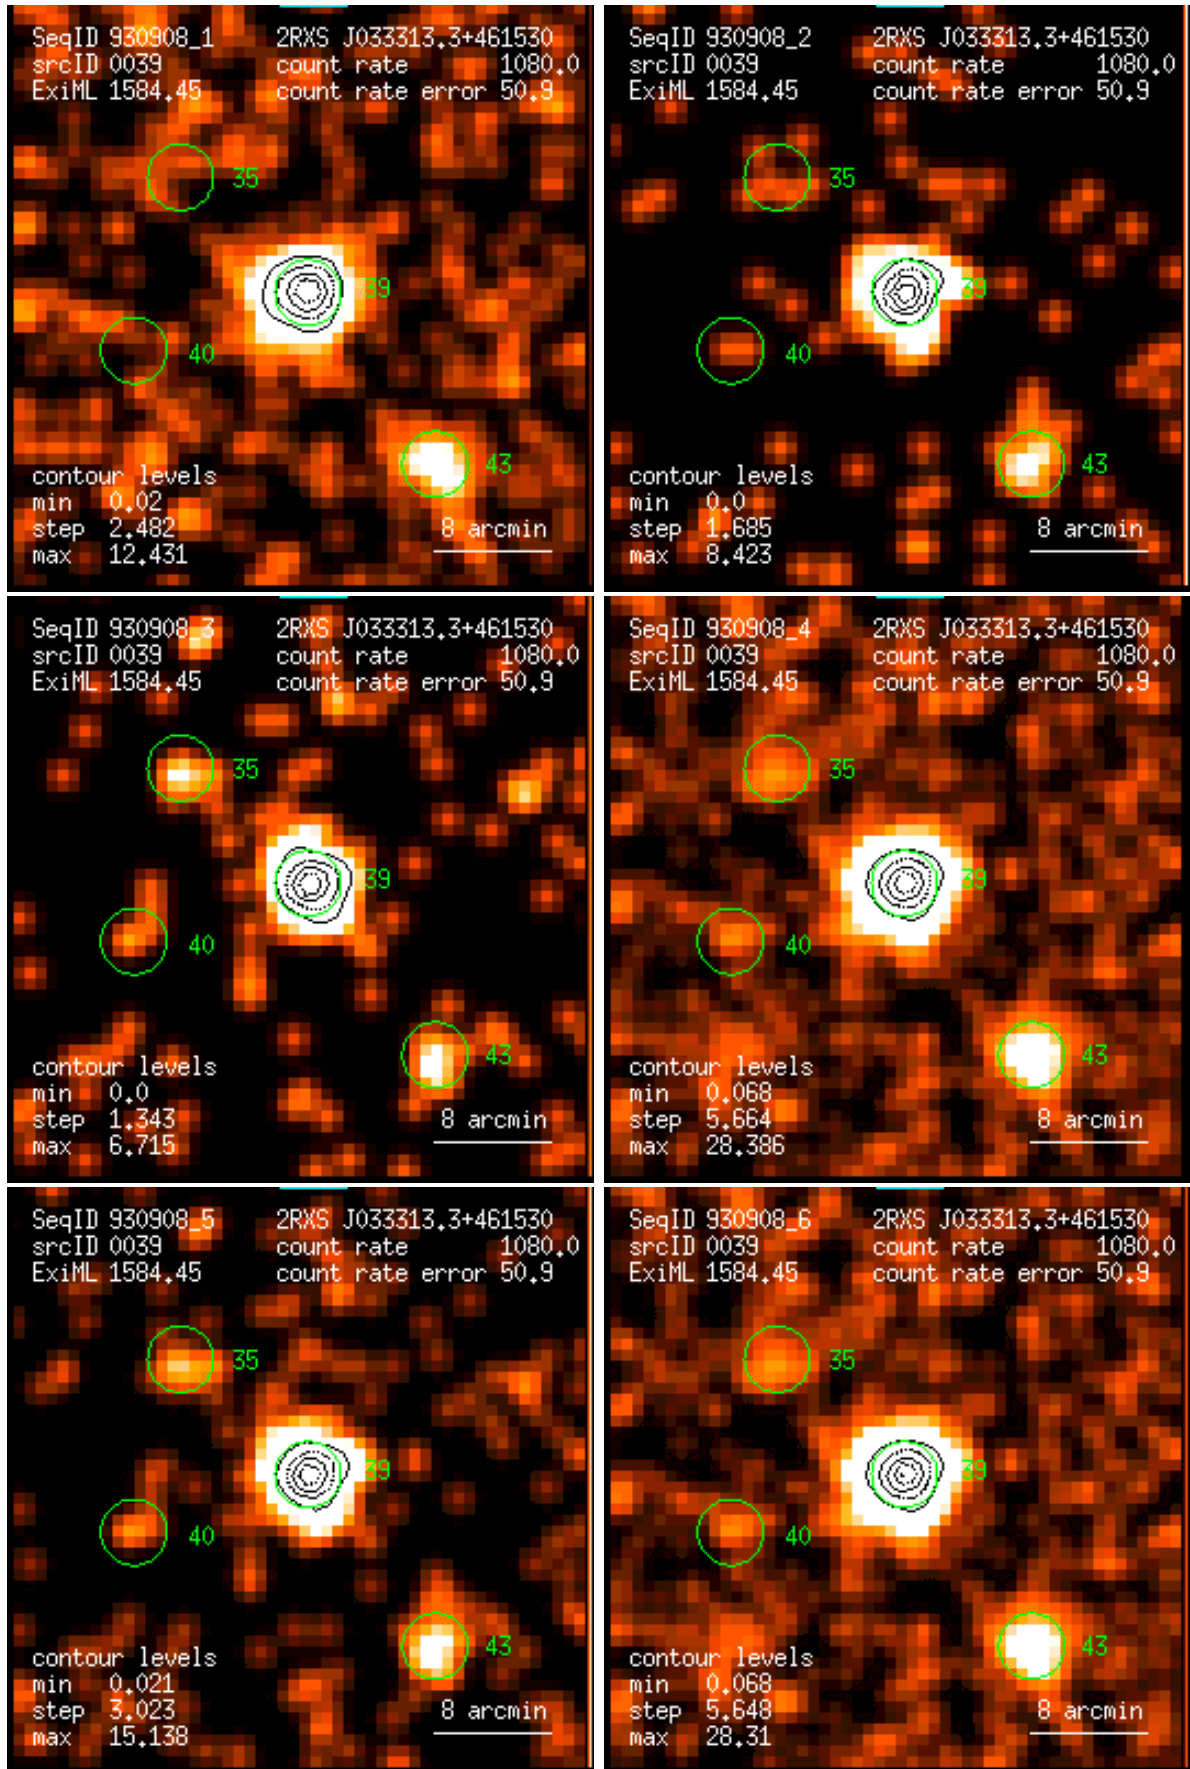 SeqID 930908_1 2RXS J033313.3+461530
srcID 0039 count rate 1080.0
ExiML 1584.45 count rate error 50.9
35
39
40
43
contour levels
min 0.02
step 2.482 8 arcmin
max 12.431
SeqID 930908_2 2RXS J033313.3+461530
srcID 0039 count rate 1080.0
ExiML 1584.45 count rate error 50.9
35
39
40
43
contour levels
min 0.0
step 1.685 8 arcmin
max 8.423
SeqID 930908_3 2RXS J033313.3+461530
srcID 0039 count rate 1080.0
ExiML 1584.45 count rate error 50.9
35
39
40
43
contour levels
min 0.0
step 1.343 8 arcmin
max 6.715
SeqID 930908_4 2RXS J033313.3+461530
srcID 0039 count rate 1080.0
ExiML 1584.45 count rate error 50.9
35
39
40
43
contour levels
min 0.068
step 5.664 8 arcmin
max 28.386
SeqID 930908_5 2RXS J033313.3+461530
srcID 0039 count rate 1080.0
ExiML 1584.45 count rate error 50.9
35
39
40
43
contour levels
min 0.021
step 3.023 8 arcmin
max 15.138
SeqID 930908_6 2RXS J033313.3+461530
srcID 0039 count rate 1080.0
ExiML 1584.45 count rate error 50.9
35
39
40
43
contour levels
min 0.068
step 5.648 8 arcmin
max 28.31